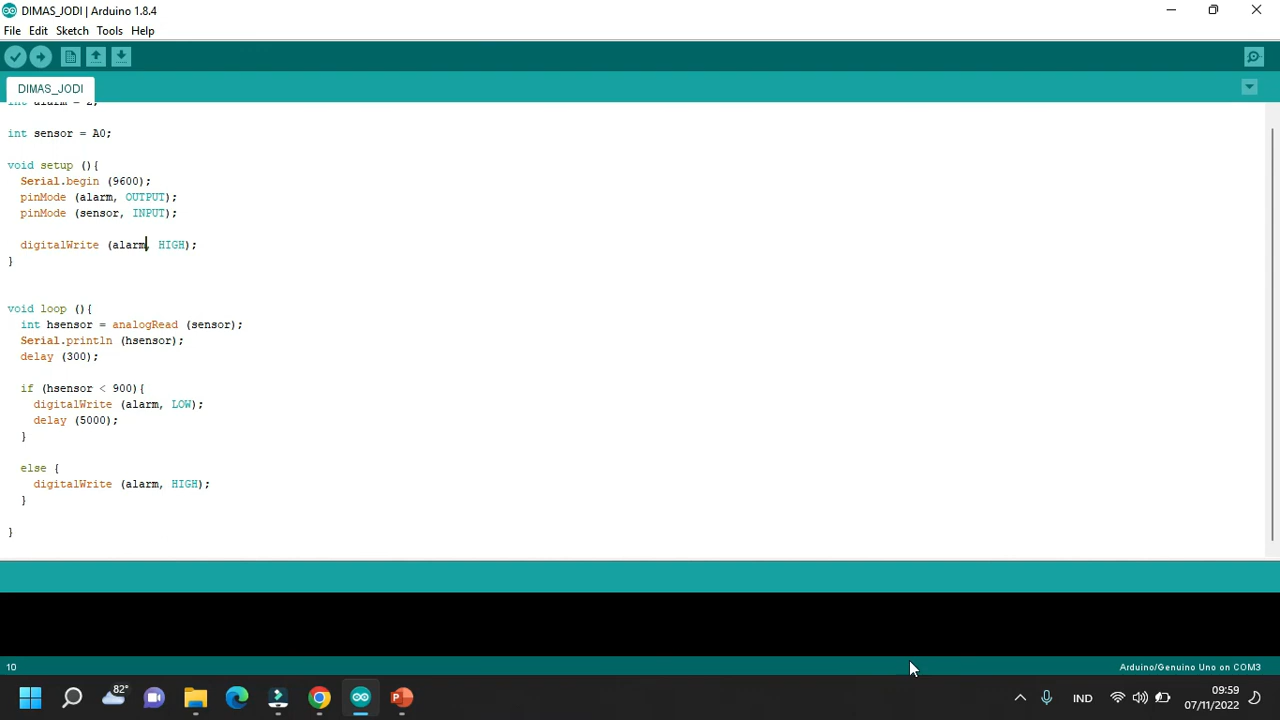 DIMAS_JODI | Arduino 1.8.4
File Edit Sketch Tools Help
DIMAS_JODI
int alarm = 2;
int sensor = A0;
void setup (){
Serial.begin (9600);
pinMode (alarm, OUTPUT);
pinMode (sensor, INPUT);
digitalWrite (alarm, HIGH);
}
void loop (){
int hsensor = analogRead (sensor);
Serial.println (hsensor);
delay (300);
if (hsensor < 900){
digitalWrite (alarm, LOW);
delay (5000);
}
else {
digitalWrite (alarm, HIGH);
}
}
10 Arduino/Genuino Uno on COM3
82°
IND
09:59
07/11/2022